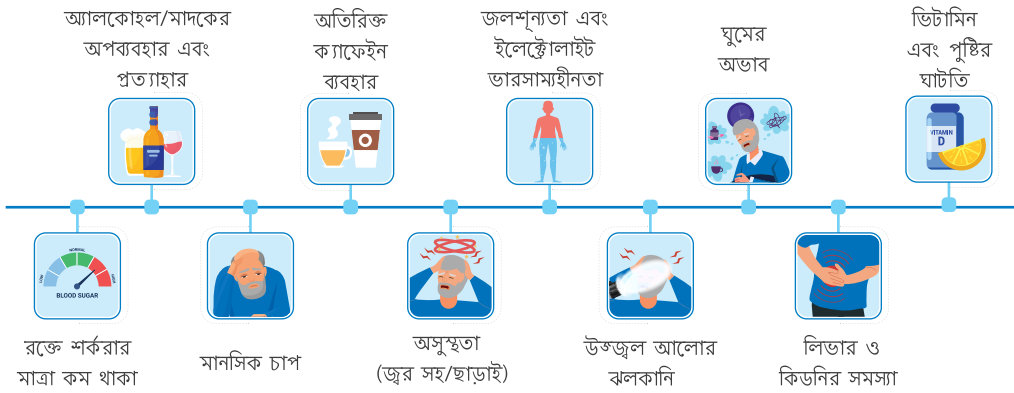 অ্যালকোহল/মাদকের
অপব্যবহার এবং
প্রত্যাহার
অতিরিক্ত
ক্যাফেইন
ব্যবহার
জলশূন্যতা এবং
ইলেক্ট্রোলাইট
ভারসাম্যহীনতা
ঘুমের
অভাব
ভিটামিন
এবং পুষ্টির
ঘাটতি
VITAMIN
D
LOW
NORMAL
HIGH
BLOOD SUGAR
রক্তে শর্করার
মাত্রা কম থাকা
মানসিক চাপ
অসুস্থতা
(জ্বর সহ/ছাড়াই)
উজ্জ্বল আলোর
ঝলকানি
লিভার ও
কিডনির সমস্যা